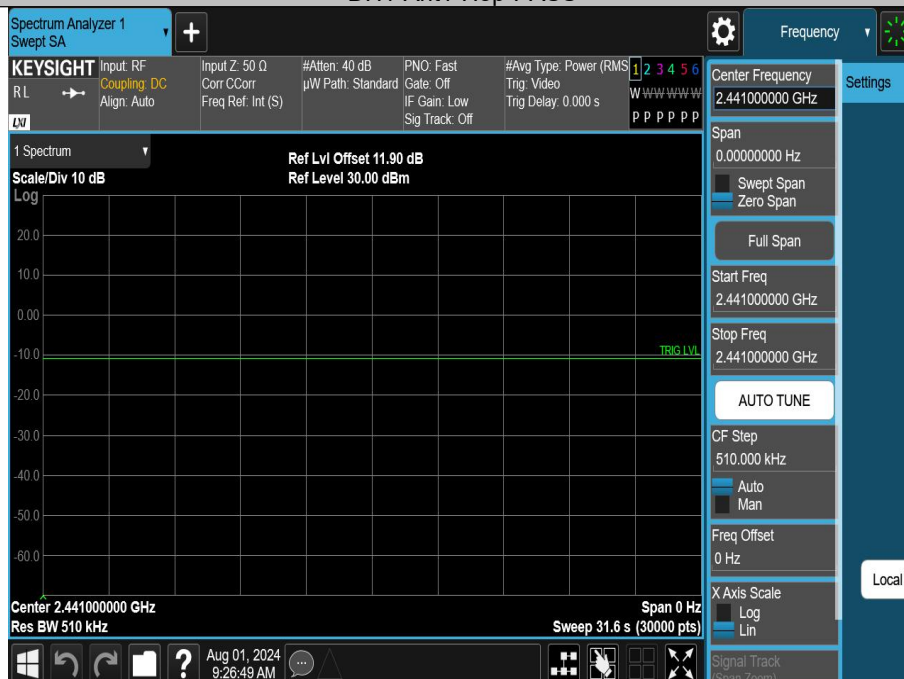 Spectrum Analyzer 1
Swept SA
Frequency
KEYSIGHT
R L
LXI
Input: RF
Coupling: DC
Align: Auto
Input Z: 50 Ω
Corr CCorr
Freq Ref: Int (S)
#Atten: 40 dB
µW Path: Standard
PNO: Fast
Gate: Off
IF Gain: Low
Sig Track: Off
#Avg Type: Power (RMS
Trig: Video
Trig Delay: 0.000 s
1 2 3 4 5 6
W W W W W W
P P P P P P
1 Spectrum
Scale/Div 10 dB
Ref Lvl Offset 11.90 dB
Ref Level 30.00 dBm
Log
20.0
10.0
0.00
-10.0
TRIG LVL
-20.0
-30.0
-40.0
-50.0
-60.0
Center 2.441000000 GHz
Span 0 Hz
Res BW 510 kHz
Sweep 31.6 s (30000 pts)
Center Frequency
2.441000000 GHz
Settings
Span
0.00000000 Hz
Swept Span
Zero Span
Full Span
Start Freq
2.441000000 GHz
Stop Freq
2.441000000 GHz
AUTO TUNE
CF Step
510.000 kHz
Auto
Man
Freq Offset
0 Hz
Local
X Axis Scale
Log
Lin
Signal Track
(Span Zoom)
?
Aug 01, 2024
9:26:49 AM